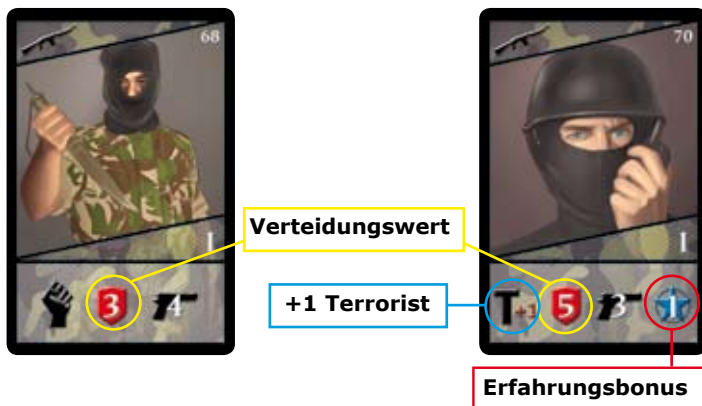 68
70
Verteidungswert
I
I
+1 Terrorist
3
4
T+1
5
3
1
Erfahrungsbonus